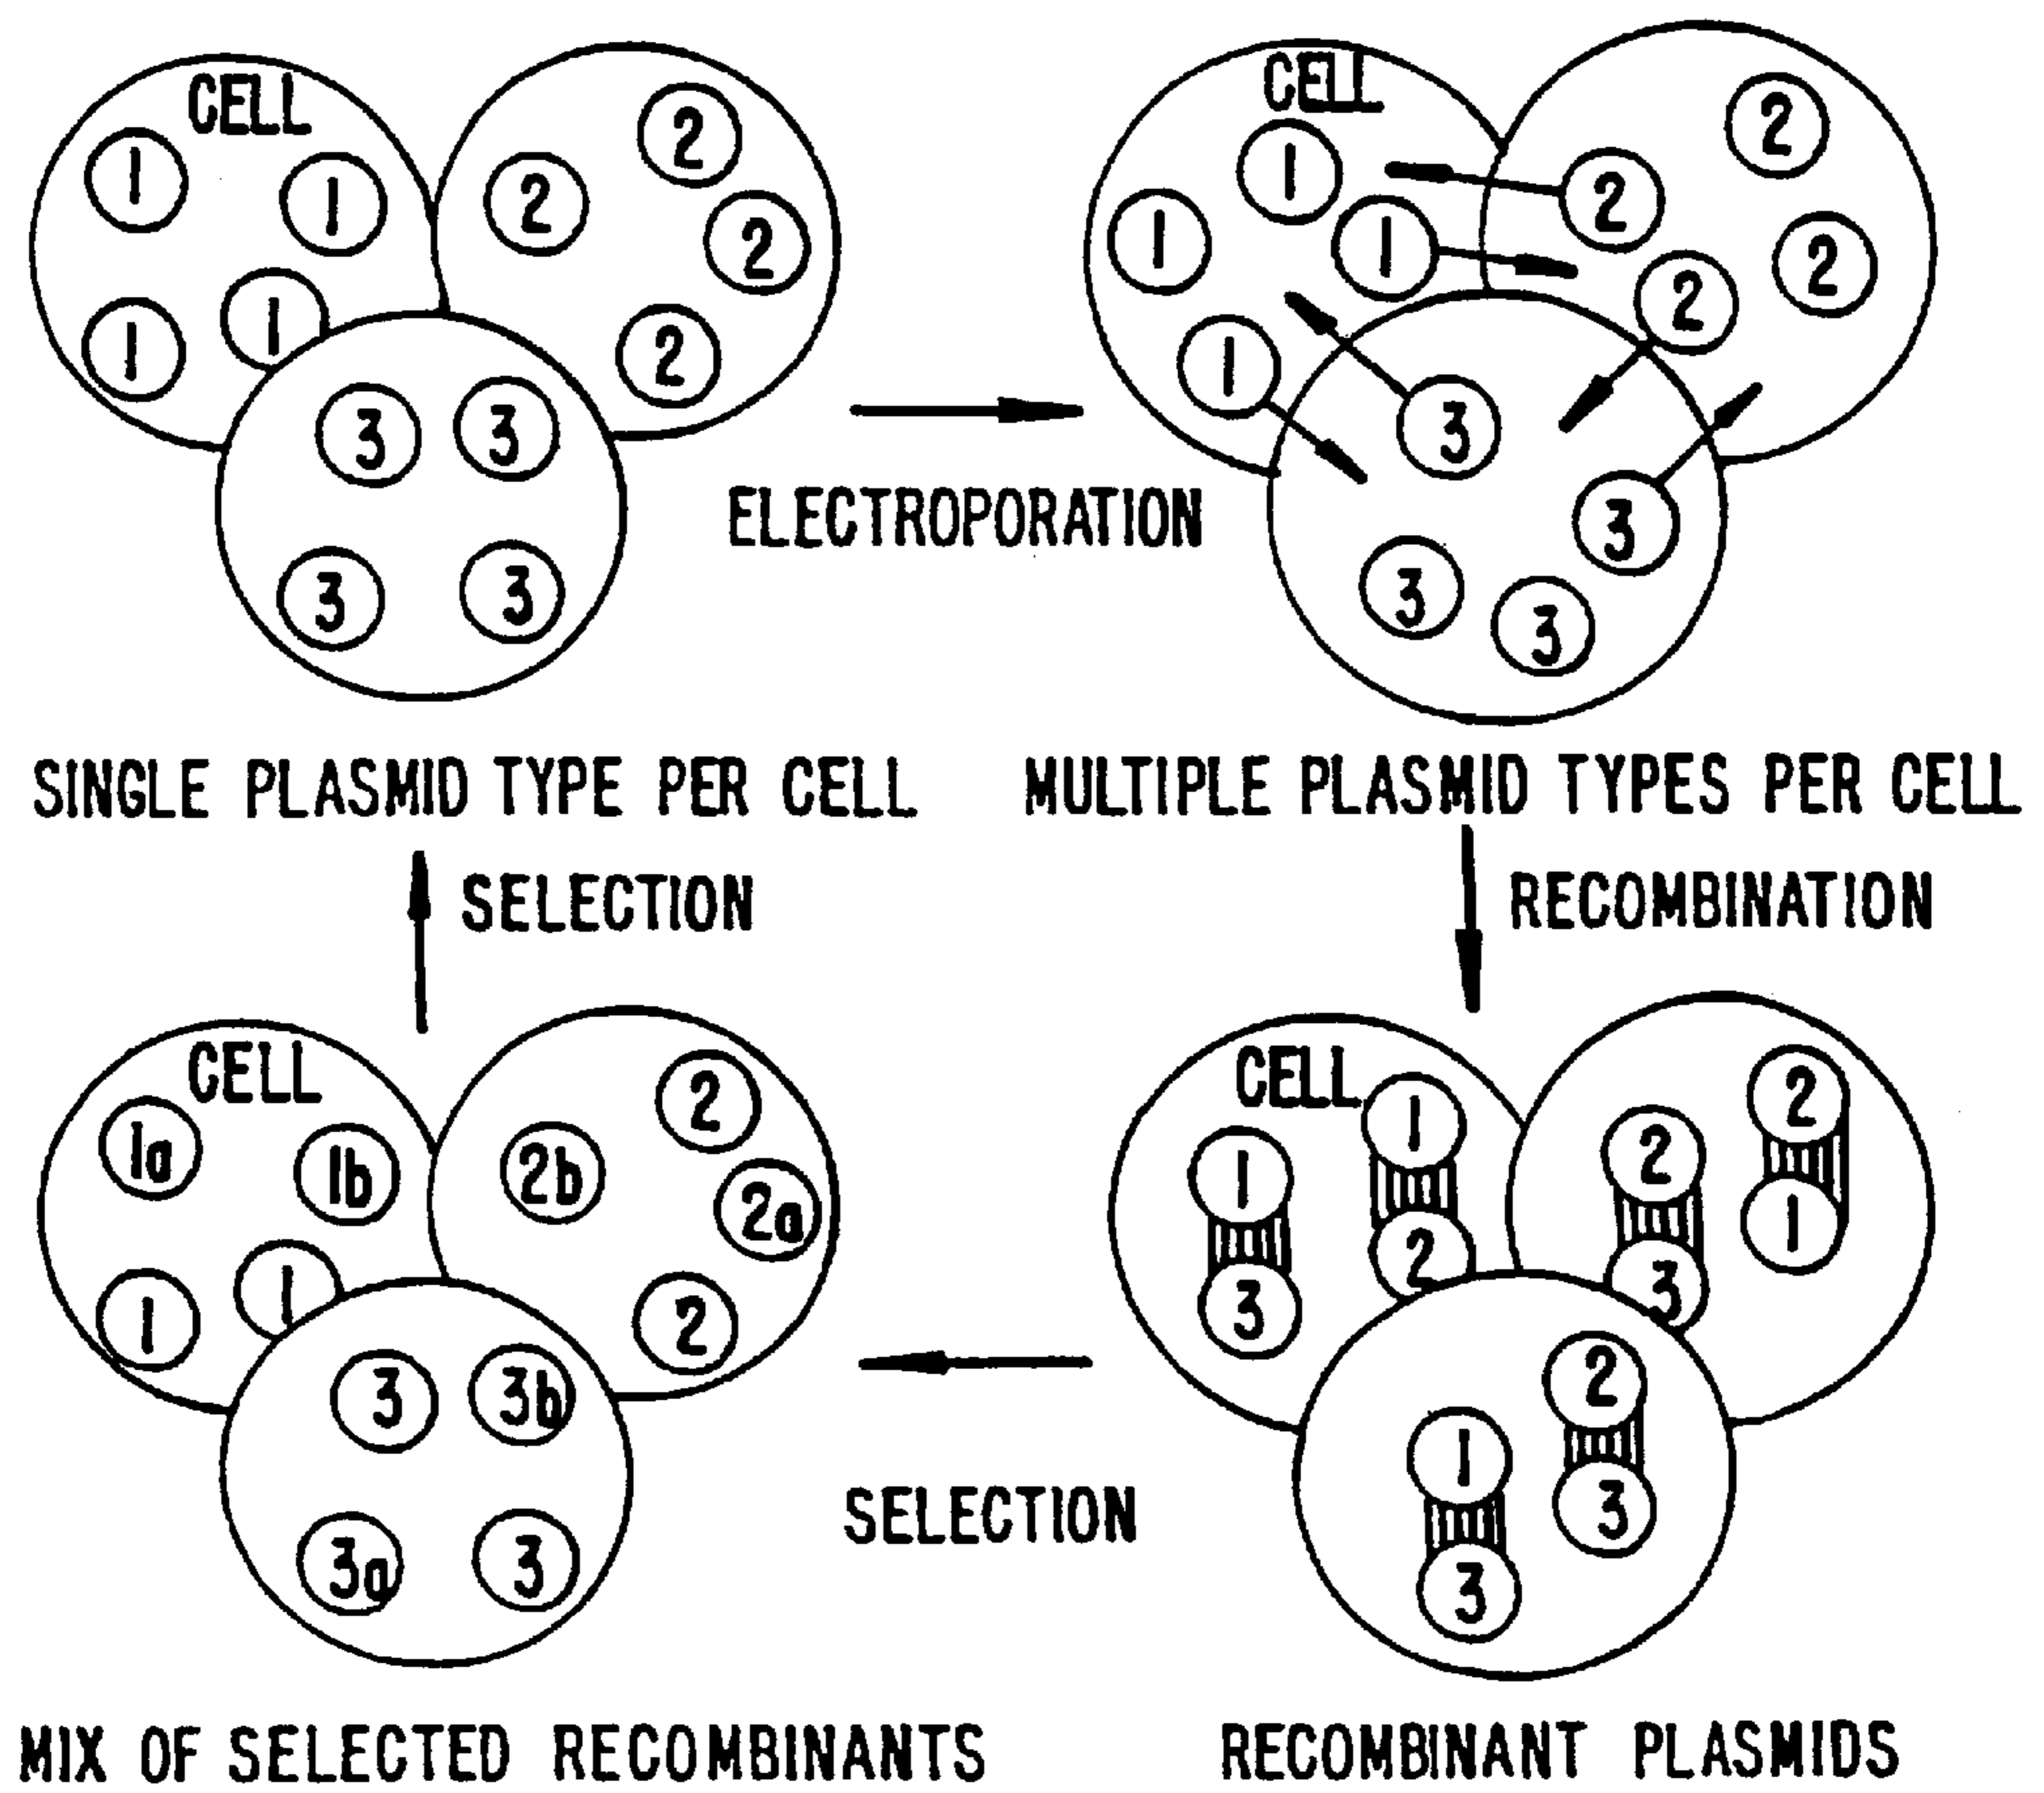 CELL
1 1 1 1
2 2 2 2
3 3 3 3
SINGLE PLASMID TYPE PER CELL
ELECTROPORATION
CELL
1 1 1 1
2 2 2 2
3 3 3 3
MULTIPLE PLASMID TYPES PER CELL
SELECTION
RECOMBINATION
CELL
1a 1b 1 1
2 2b 2a 2
3 3b 3a 3
MIX OF SELECTED RECOMBINANTS
SELECTION
CELL
1 3
1 2
2 3
2 1
1 3
2 3
RECOMBINANT PLASMIDS